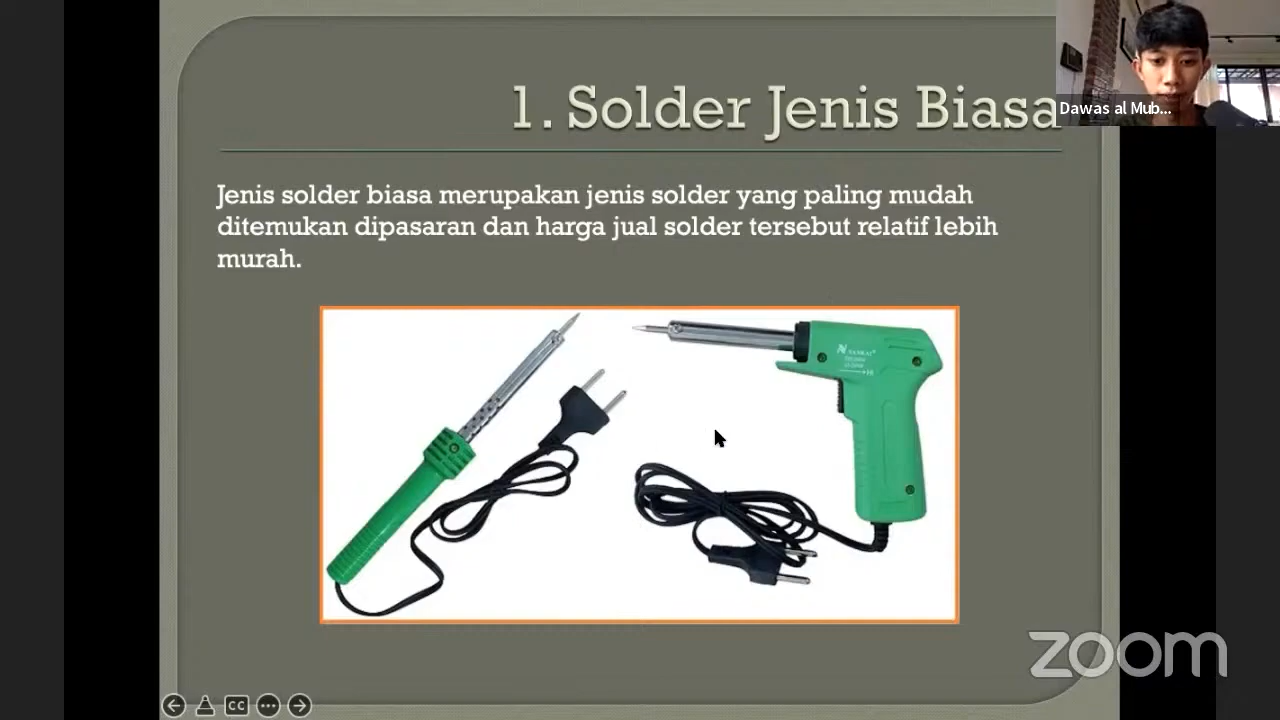 1. Solder Jenis Biasa
Dawas al Mub...
Jenis solder biasa merupakan jenis solder yang paling mudah
ditemukan dipasaran dan harga jual solder tersebut relatif lebih
murah.
CC
zoom